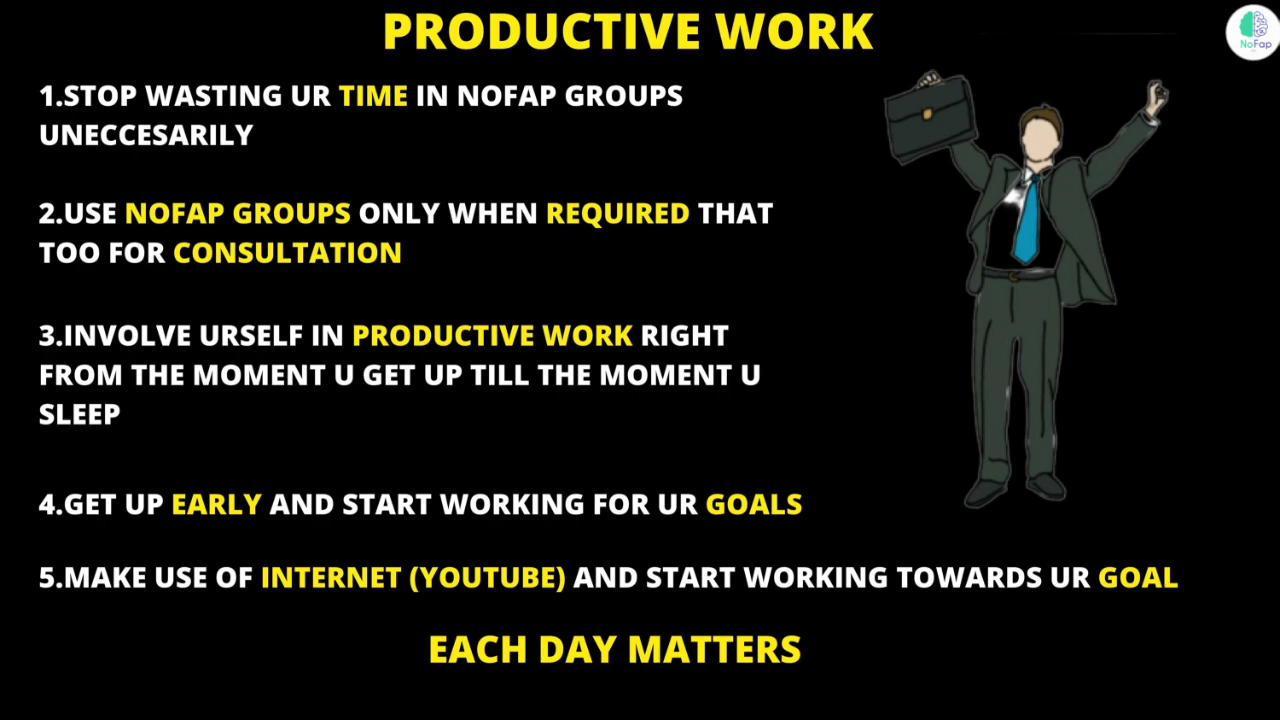 PRODUCTIVE WORK
NoFap
1.STOP WASTING UR TIME IN NOFAP GROUPS
UNECCESARILY
2.USE NOFAP GROUPS ONLY WHEN REQUIRED THAT
TOO FOR CONSULTATION
3.INVOLVE URSELF IN PRODUCTIVE WORK RIGHT
FROM THE MOMENT U GET UP TILL THE MOMENT U
SLEEP
4.GET UP EARLY AND START WORKING FOR UR GOALS
5.MAKE USE OF INTERNET (YOUTUBE) AND START WORKING TOWARDS UR GOAL
EACH DAY MATTERS